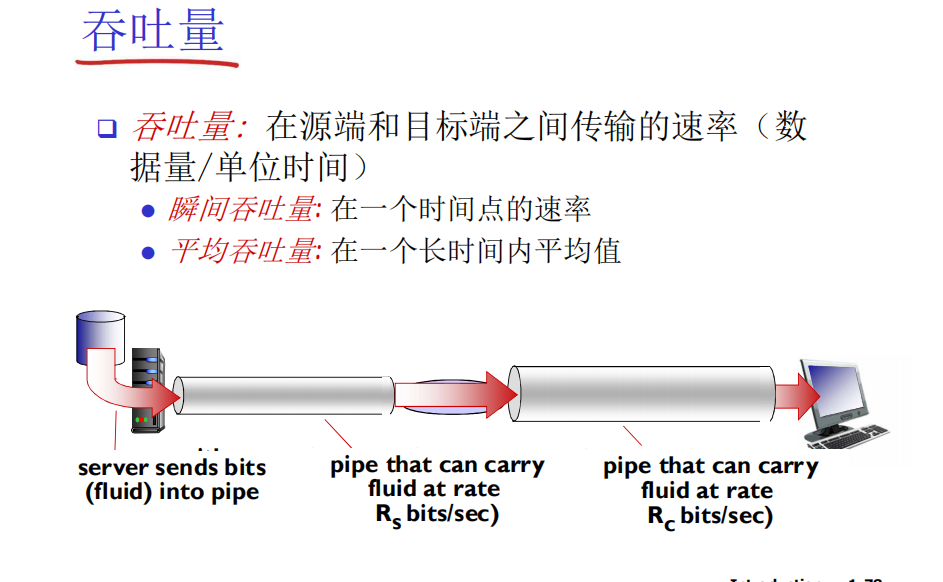 吞吐量
吞吐量：在源端和目标端之间传输的速率（数
据量/单位时间）
瞬间吞吐量: 在一个时间点的速率
平均吞吐量: 在一个长时间内平均值
server sends bits
(fluid) into pipe
pipe that can carry
fluid at rate
Rs bits/sec)
pipe that can carry
fluid at rate
Rc bits/sec)